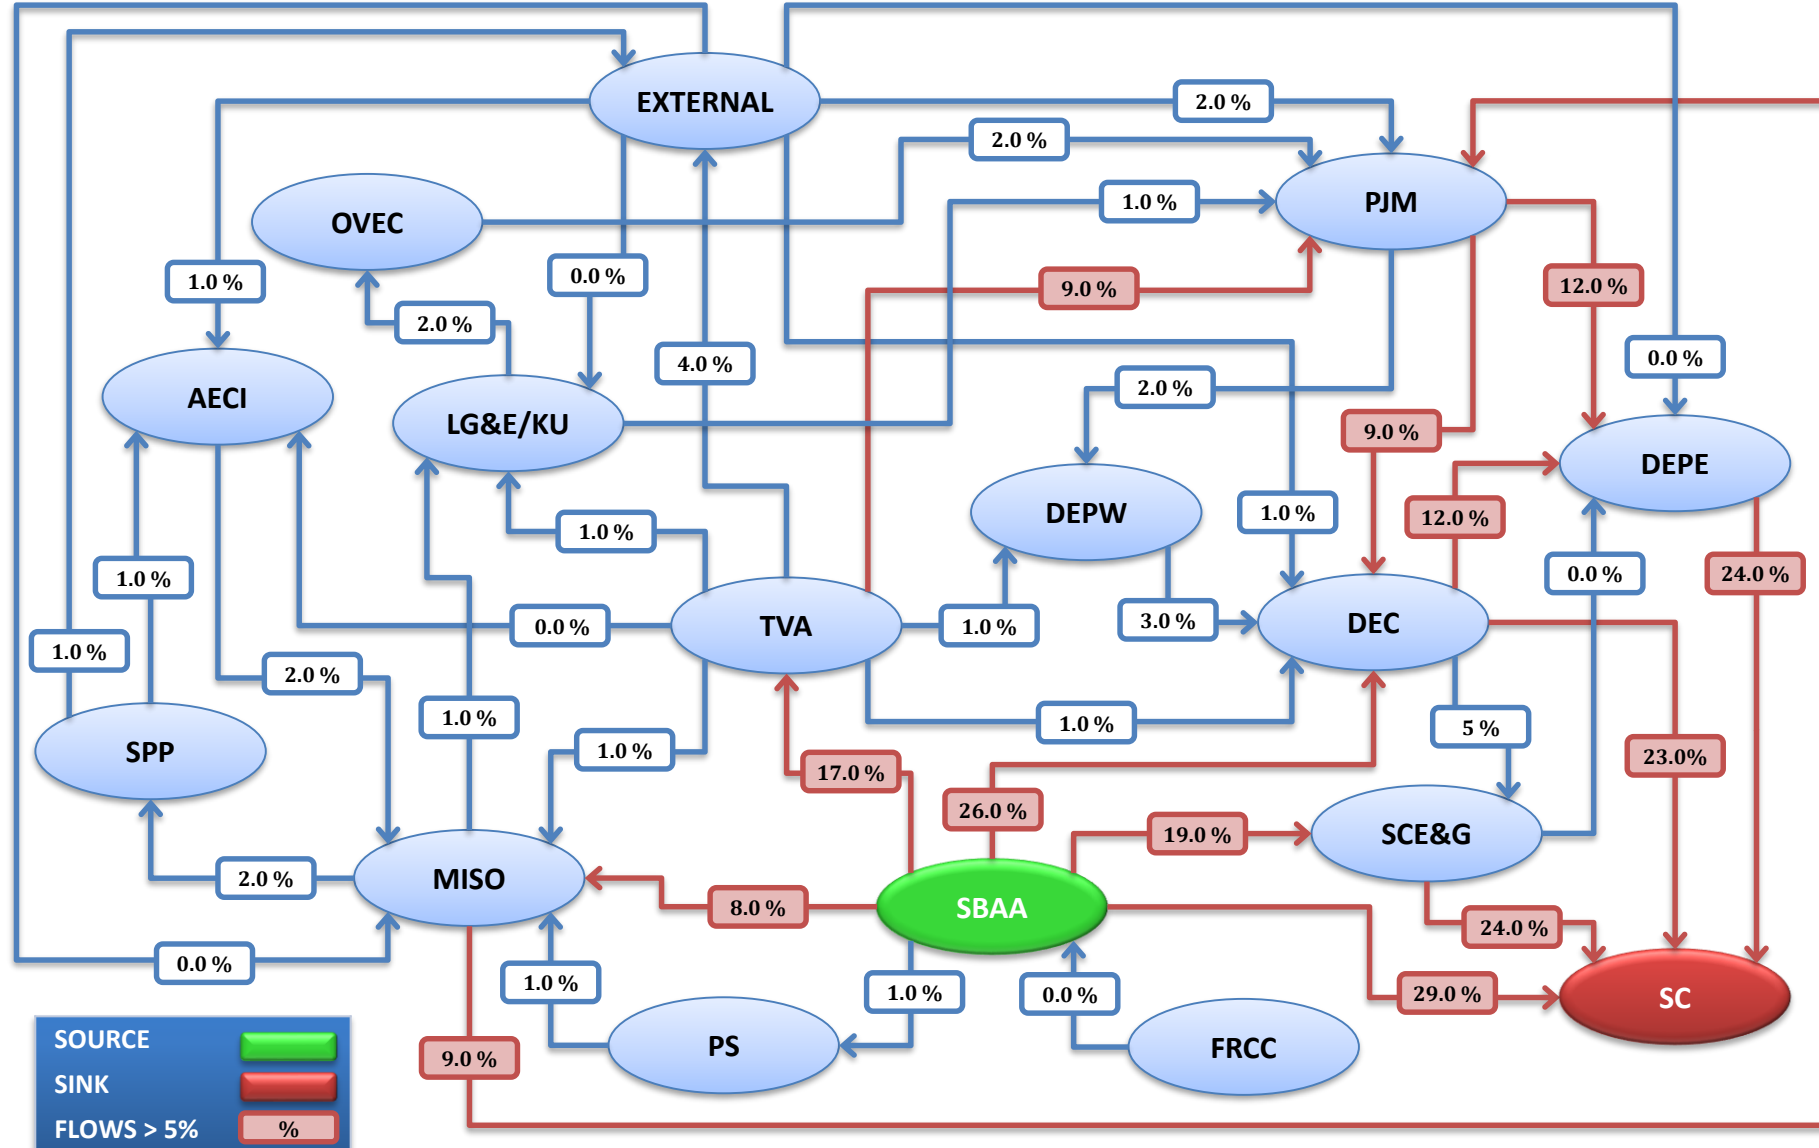 EXTERNAL
2.0 %
2.0 %
OVEC
1.0 %
PJM
1.0 %
0.0 %
9.0 %
12.0 %
2.0 %
4.0 %
0.0 %
AECI
2.0 %
LG&E/KU
9.0 %
DEPE
DEPW
1.0 %
12.0 %
1.0 %
1.0 %
0.0 %
24.0 %
0.0 %
TVA
1.0 %
3.0 %
DEC
1.0 %
2.0 %
1.0 %
1.0 %
5 %
SPP
1.0 %
17.0 %
23.0%
26.0 %
19.0 %
SCE&G
2.0 %
MISO
8.0 %
SBAA
24.0 %
0.0 %
1.0 %
1.0 %
0.0 %
29.0 %
SC
SOURCE
PS
FRCC
9.0 %
SINK
FLOWS > 5%
%